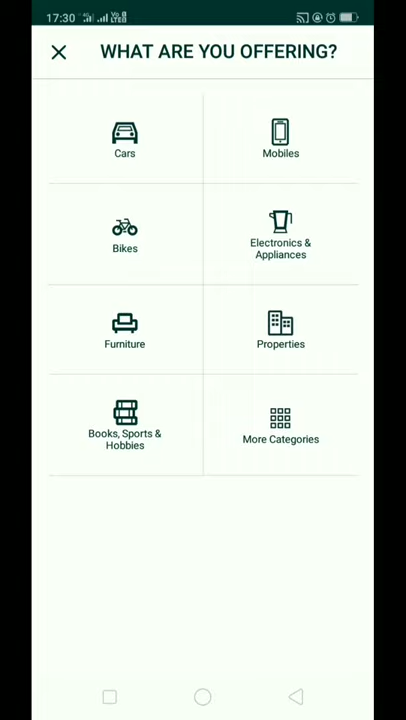 17:30
WHAT ARE YOU OFFERING?
Cars
Mobiles
Bikes
Electronics &
Appliances
Furniture
Properties
Books, Sports &
Hobbies
More Categories